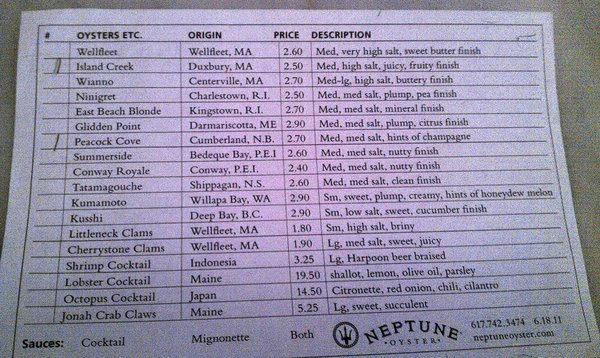 # OYSTERS ETC. ORIGIN PRICE DESCRIPTION
Wellfleet Wellfleet, MA 2.60 Med, very high salt, sweet butter finish
Island Creek Duxbury, MA 2.50 Med, high salt, juicy, fruity finish
Wianno Centerville, MA 2.70 Med-lg, high salt, buttery finish
Ninigret Charlestown, R.I. 2.50 Med, med salt, plump, pea finish
East Beach Blonde Kingstown, R.I. 2.70 Med, med salt, mineral finish
Glidden Point Darmariscotta, ME 2.90 Med, med salt, plump, citrus finish
Peacock Cove Cumberland, N.B. 2.70 Med, med salt, hints of champagne
Summerside Bedeque Bay, P.E.I 2.60 Med, med salt, nutty finish
Conway Royale Conway, P.E.I. 2.40 Med, med salt, nutty finish
Tatamagouche Shippagan, N.S. 2.60 Med, med salt, clean finish
Kumamoto Willapa Bay, WA 2.90 Sm, sweet, plump, creamy, hints of honeydew melon
Kusshi Deep Bay, B.C. 2.90 Sm, low salt, sweet, cucumber finish
Littleneck Clams Wellfleet, MA 1.80 Sm, high salt, briny
Cherrystone Clams Wellfleet, MA 1.90 Lg, med salt, sweet, juicy
Shrimp Cocktail Indonesia 3.25 Lg, Harpoon beer braised
Lobster Cocktail Maine 19.50 shallot, lemon, olive oil, parsley
Octopus Cocktail Japan 14.50 Citronette, red onion, chili, cilantro
Jonah Crab Claws Maine 5.25 Lg, sweet, succulent
Sauces: Cocktail Mignonette Both NEPTUNE 617.742.3474 6.18.11
OYSTER neptuneoyster.com